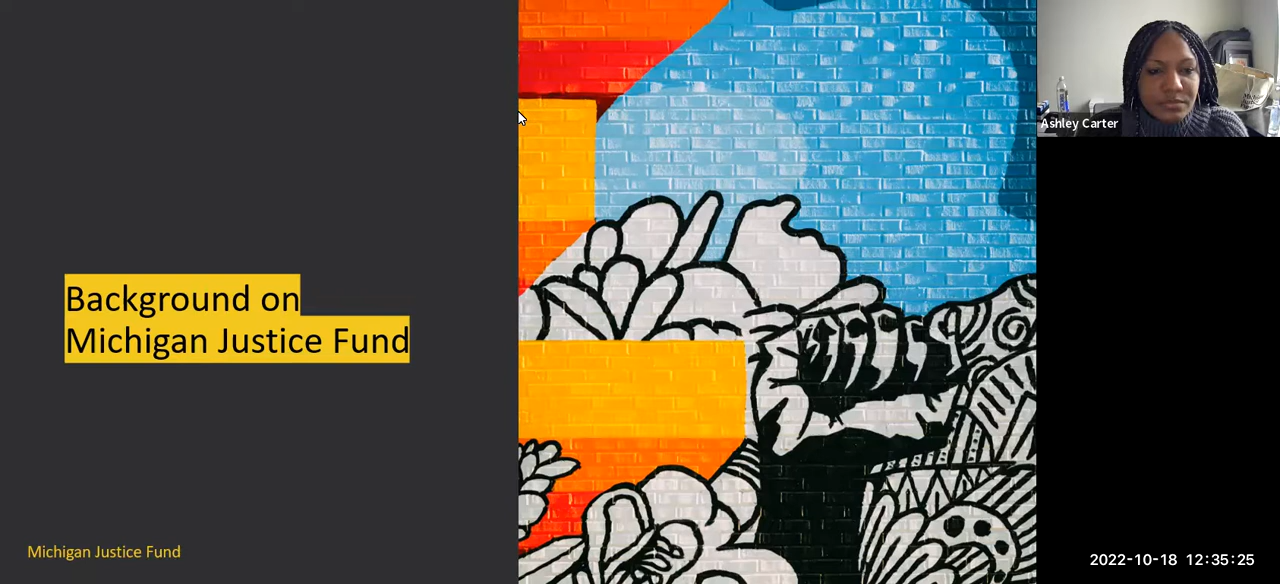 Background on
Michigan Justice Fund
Michigan Justice Fund
Ashley Carter
2022-10-18 12:35:25